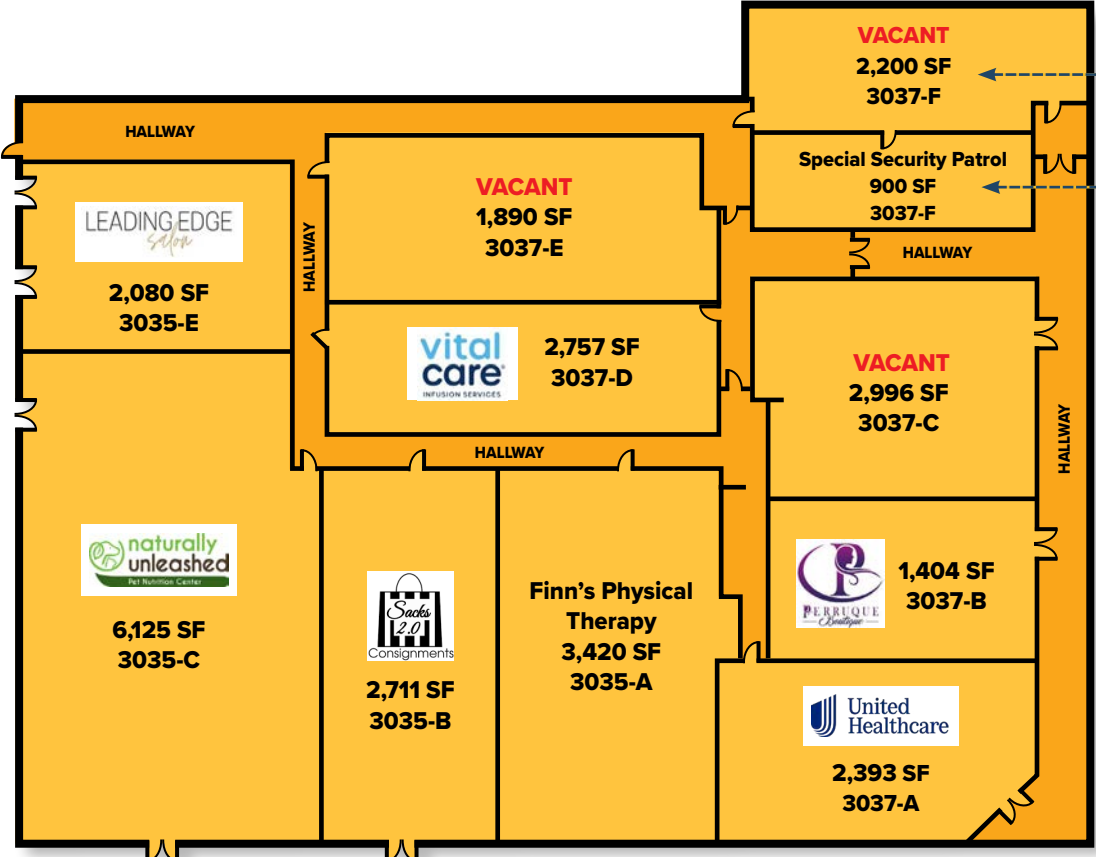 VACANT
2,200 SF
3037-F
HALLWAY
Special Security Patrol
900 SF
3037-F
VACANT
1,890 SF
3037-E
LEADING EDGE
salon
2,080 SF
3035-E
HALLWAY
HALLWAY
vital
care
INFUSION SERVICES
2,757 SF
3037-D
VACANT
2,996 SF
3037-C
HALLWAY
HALLWAY
naturally
unleashed
Pet Nutrition Center
6,125 SF
3035-C
Sacks
2.0
Consignments
2,711 SF
3035-B
Finn's Physical
Therapy
3,420 SF
3035-A
PERRUQUE
Boutique
1,404 SF
3037-B
United
Healthcare
2,393 SF
3037-A